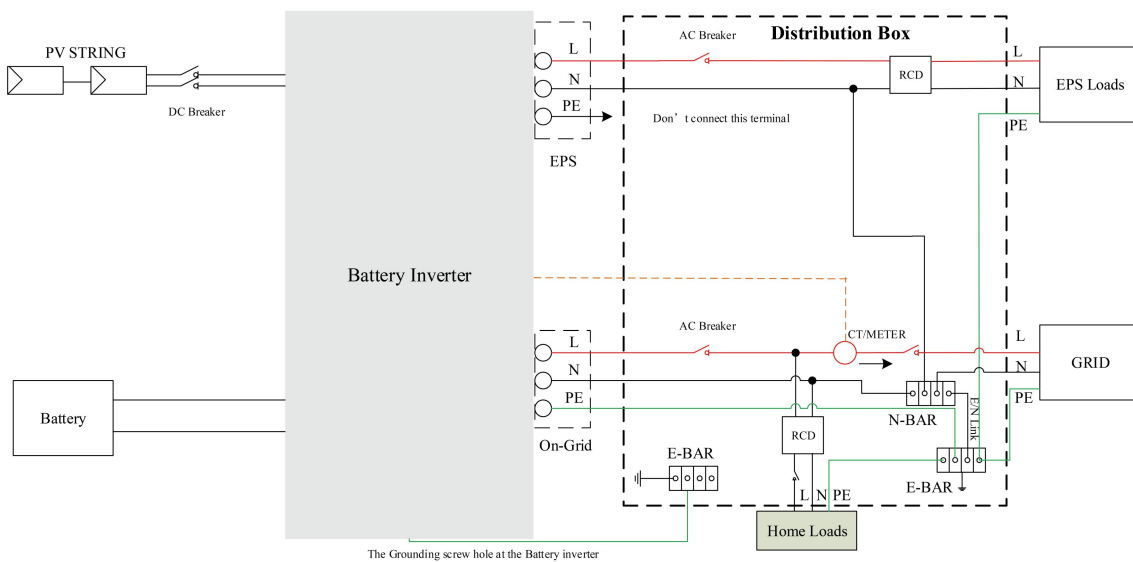 Distribution Box
PV STRING
DC Breaker
L
N
PE
EPS
AC Breaker
RCD
Don’t connect this terminal
L
N
PE
EPS Loads
Battery Inverter
Battery
L
N
PE
On-Grid
AC Breaker
CT/METER
L
N
PE
GRID
N-BAR
E/N Link
RCD
E-BAR
E-BAR
L N PE
Home Loads
The Grounding screw hole at the Battery inverter